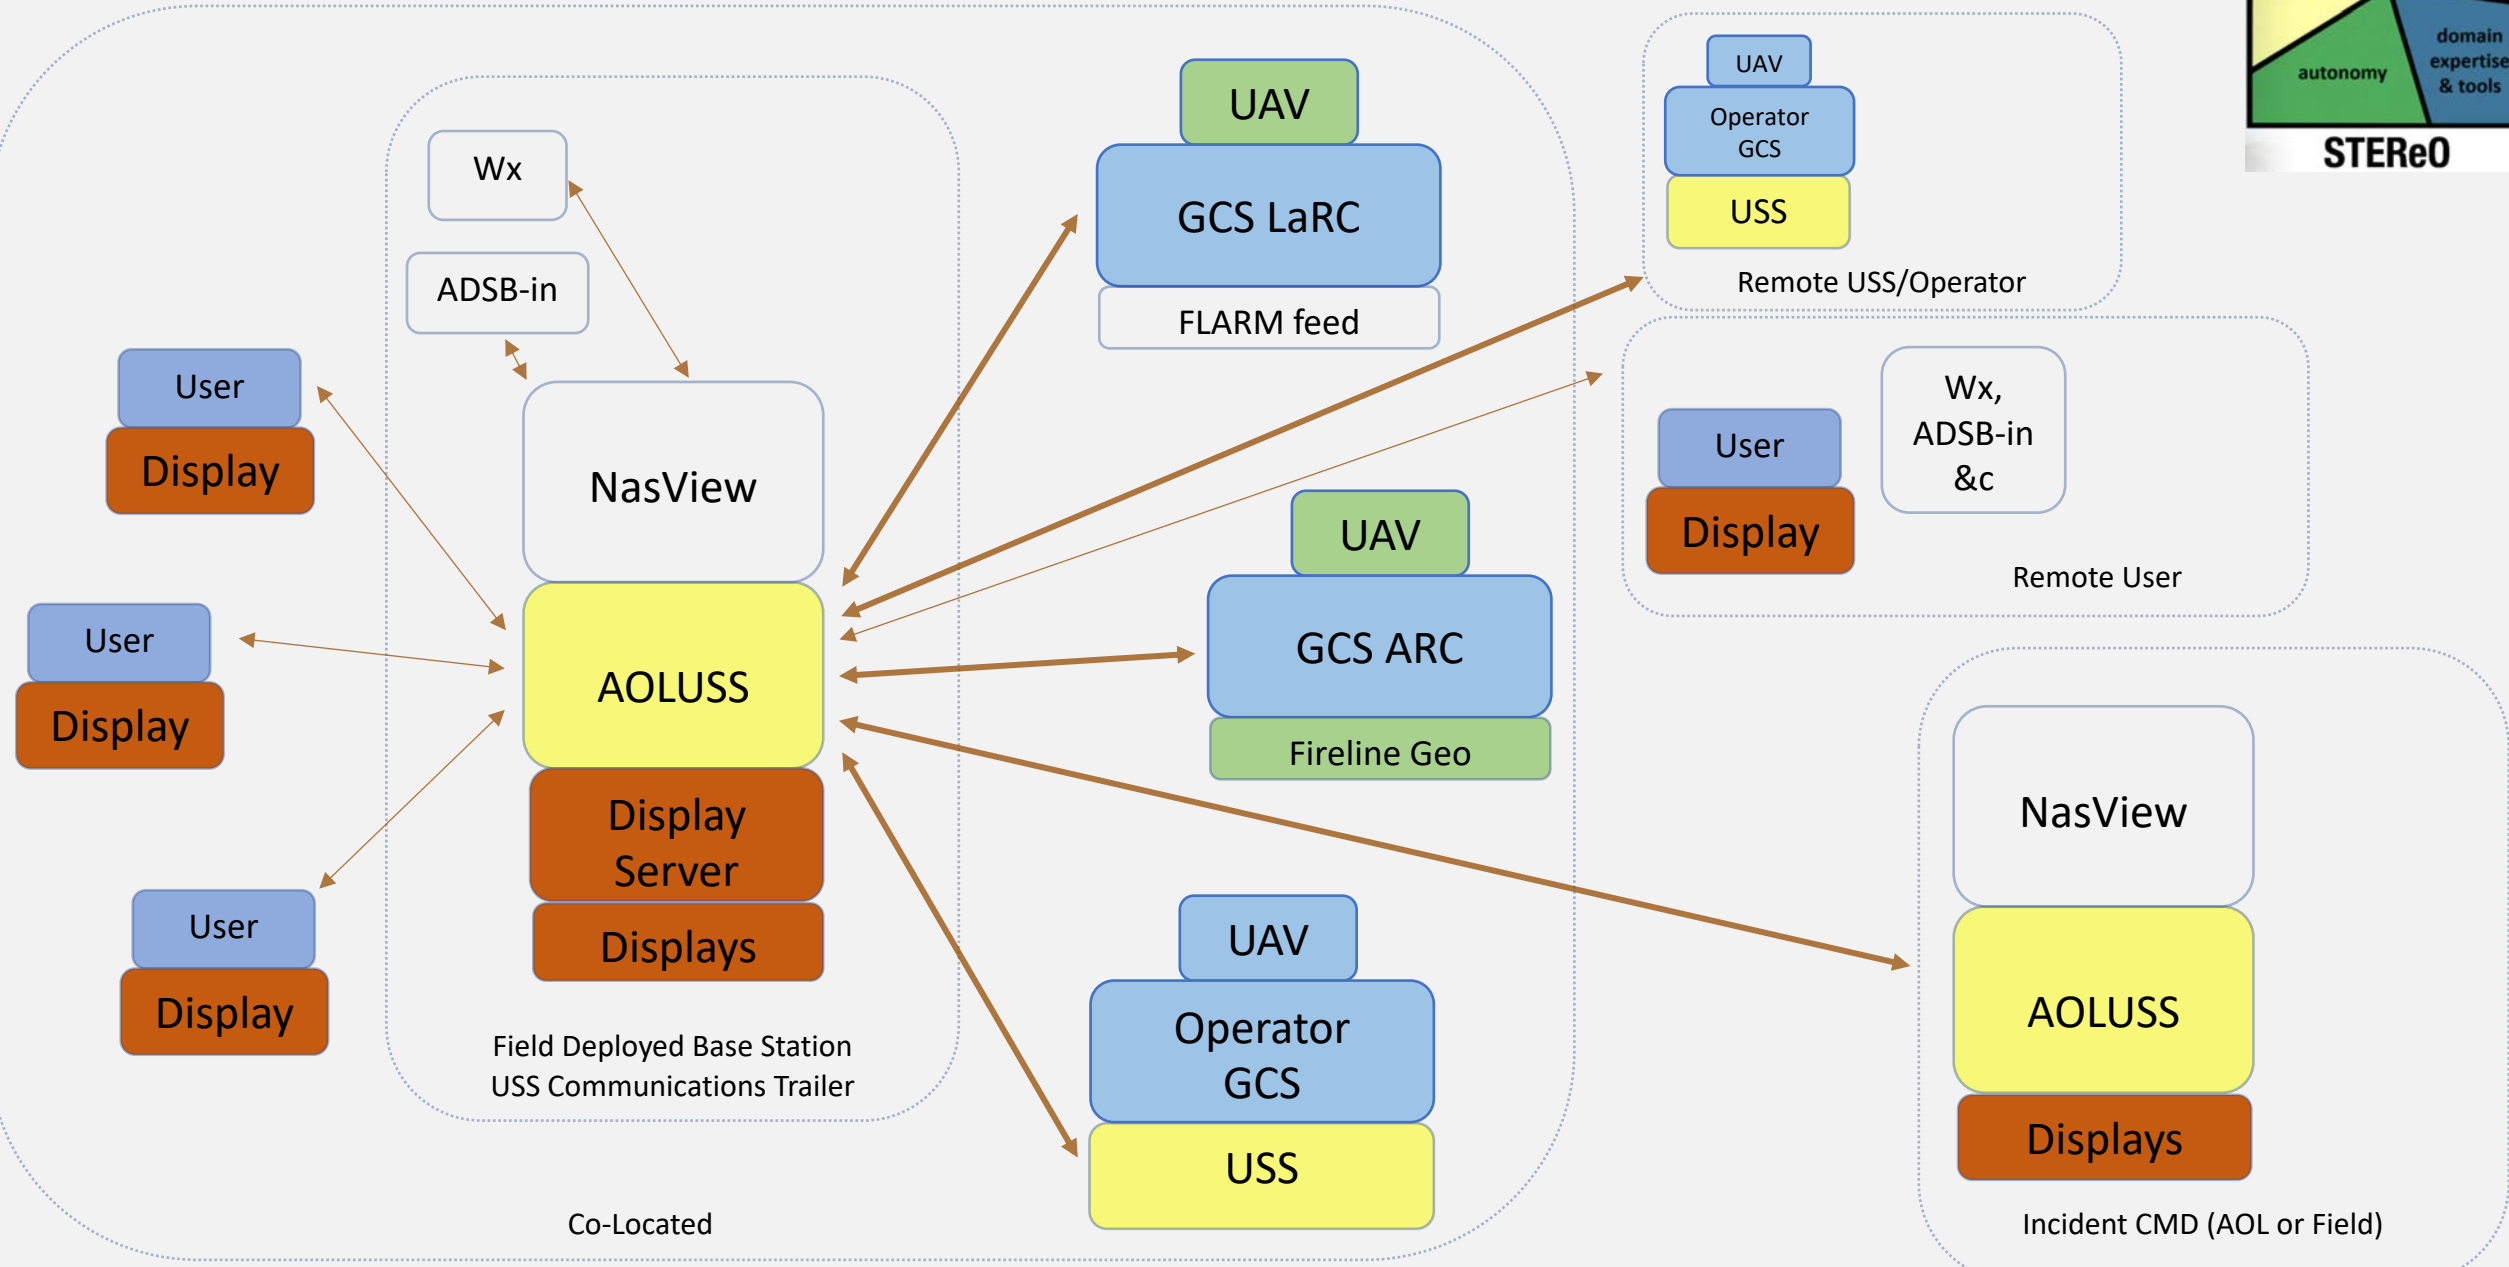 Wx
ADSB-in
User
Display
User
Display
User
Display
NasView
AOLUSS
Display
Server
Displays
Field Deployed Base Station
USS Communications Trailer
Co-Located
UAV
GCS LaRC
FLARM feed
UAV
GCS ARC
Fireline Geo
UAV
Operator
GCS
USS
UAV
Operator
GCS
USS
Remote USS/Operator
User
Display
Wx,
ADSB-in
&c
Remote User
NasView
AOLUSS
Displays
Incident CMD (AOL or Field)
autonomy
domain
expertise
& tools
STEReO